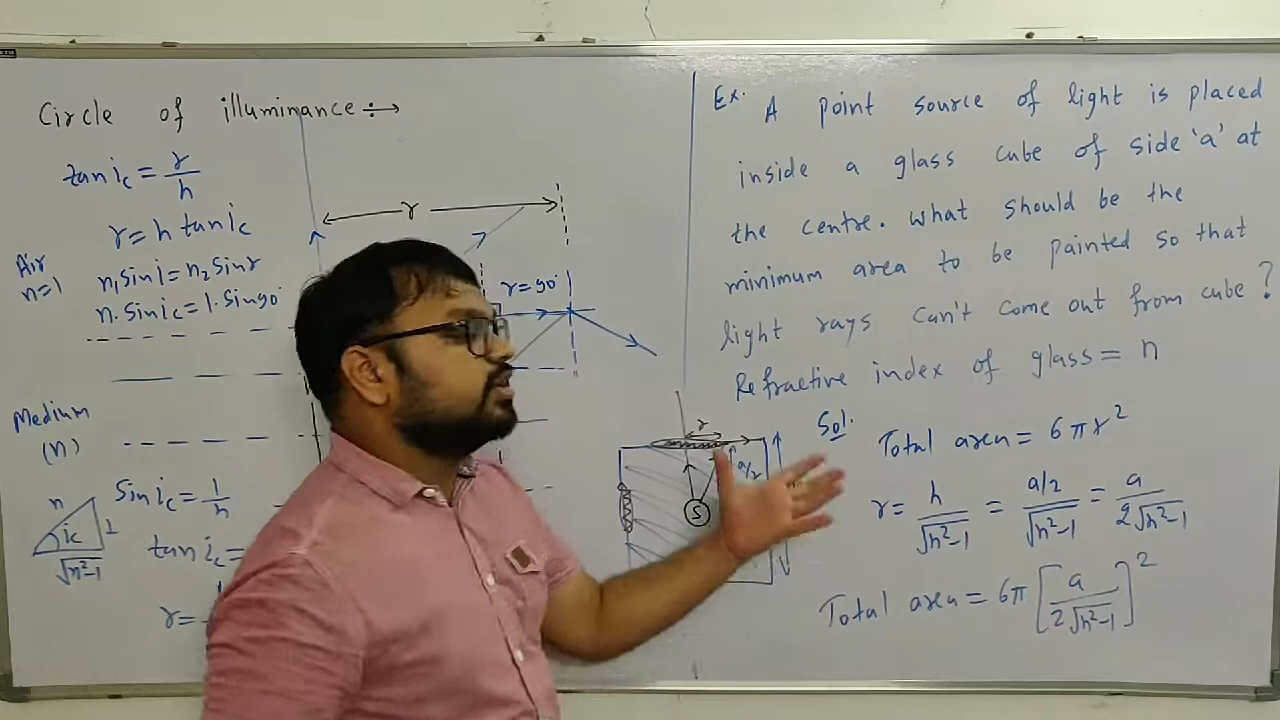 Circle of illuminance ÷→
tan ic = r/h
r = h tan ic
Air
n=1
n₁ sin i = n₂ sin r
n. sin ic = 1. sin 90°
Medium
(n)
n
ic
1
√n²-1
Sin ic = 1/n
tan ic =
r =
r
r=90°
r
a/2
S
Ex. A point source of light is placed
inside a glass cube of side 'a' at
the centre. What should be the
minimum area to be painted so that
light rays can't come out from cube?
Refractive index of glass = n
Sol.
Total area = 6πr²
r = h/√n²-1 = a/2/√n²-1 = a/2√n²-1
Total area = 6π[a/2√n²-1]²